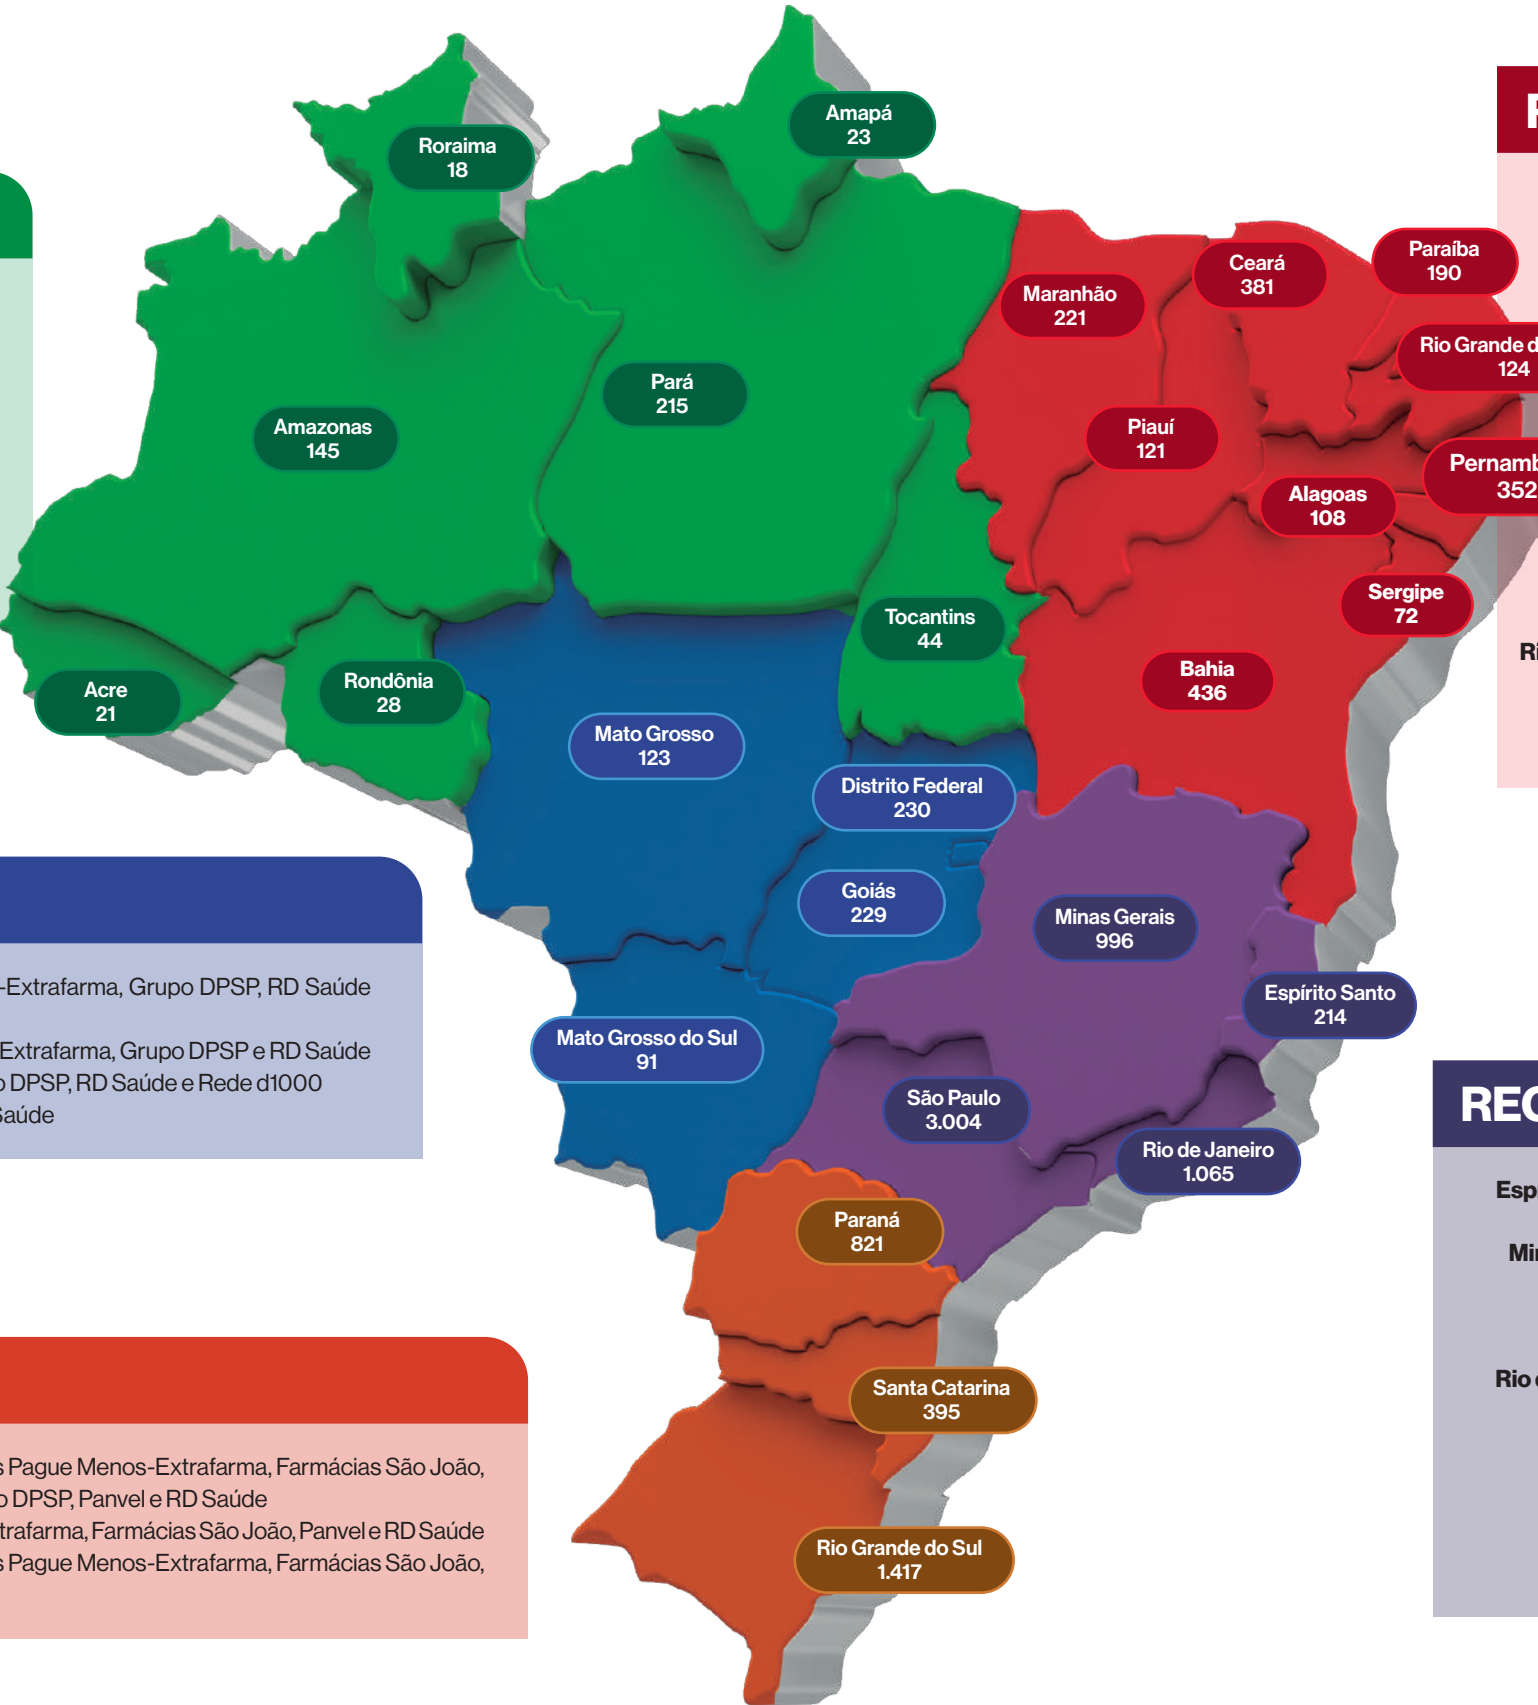 Amapá
23
Roraima
18
Paraíba
190
Ceará
381
Maranhão
221
Rio Grande d
124
Pará
215
Amazonas
145
Piauí
121
Pernamb
352
Alagoas
108
Sergipe
72
Tocantins
44
Bahia
436
Acre
21
Rondônia
28
Mato Grosso
123
Distrito Federal
230
Goiás
229
Minas Gerais
996
Espírito Santo
214
Mato Grosso do Sul
91
São Paulo
3.004
Rio de Janeiro
1.065
Paraná
821
Santa Catarina
395
Rio Grande do Sul
1.417
-Extrafarma, Grupo DPSP, RD Saúde
Extrafarma, Grupo DPSP e RD Saúde
o DPSP, RD Saúde e Rede d1000
Saúde
s Pague Menos-Extrafarma, Farmácias São João,
o DPSP, Panvel e RD Saúde
trafarma, Farmácias São João, Panvel e RD Saúde
s Pague Menos-Extrafarma, Farmácias São João,
Ri
REG
Esp
Min
Rio